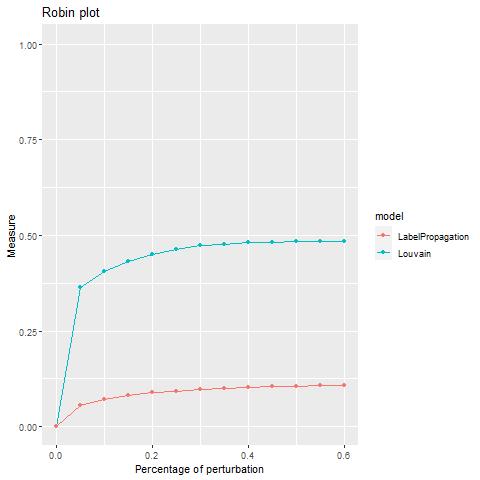 Robin plot
1.00
0.75
0.50
0.25
0.00
Measure
0.0 0.2 0.4 0.6
Percentage of perturbation
model
LabelPropagation
Louvain